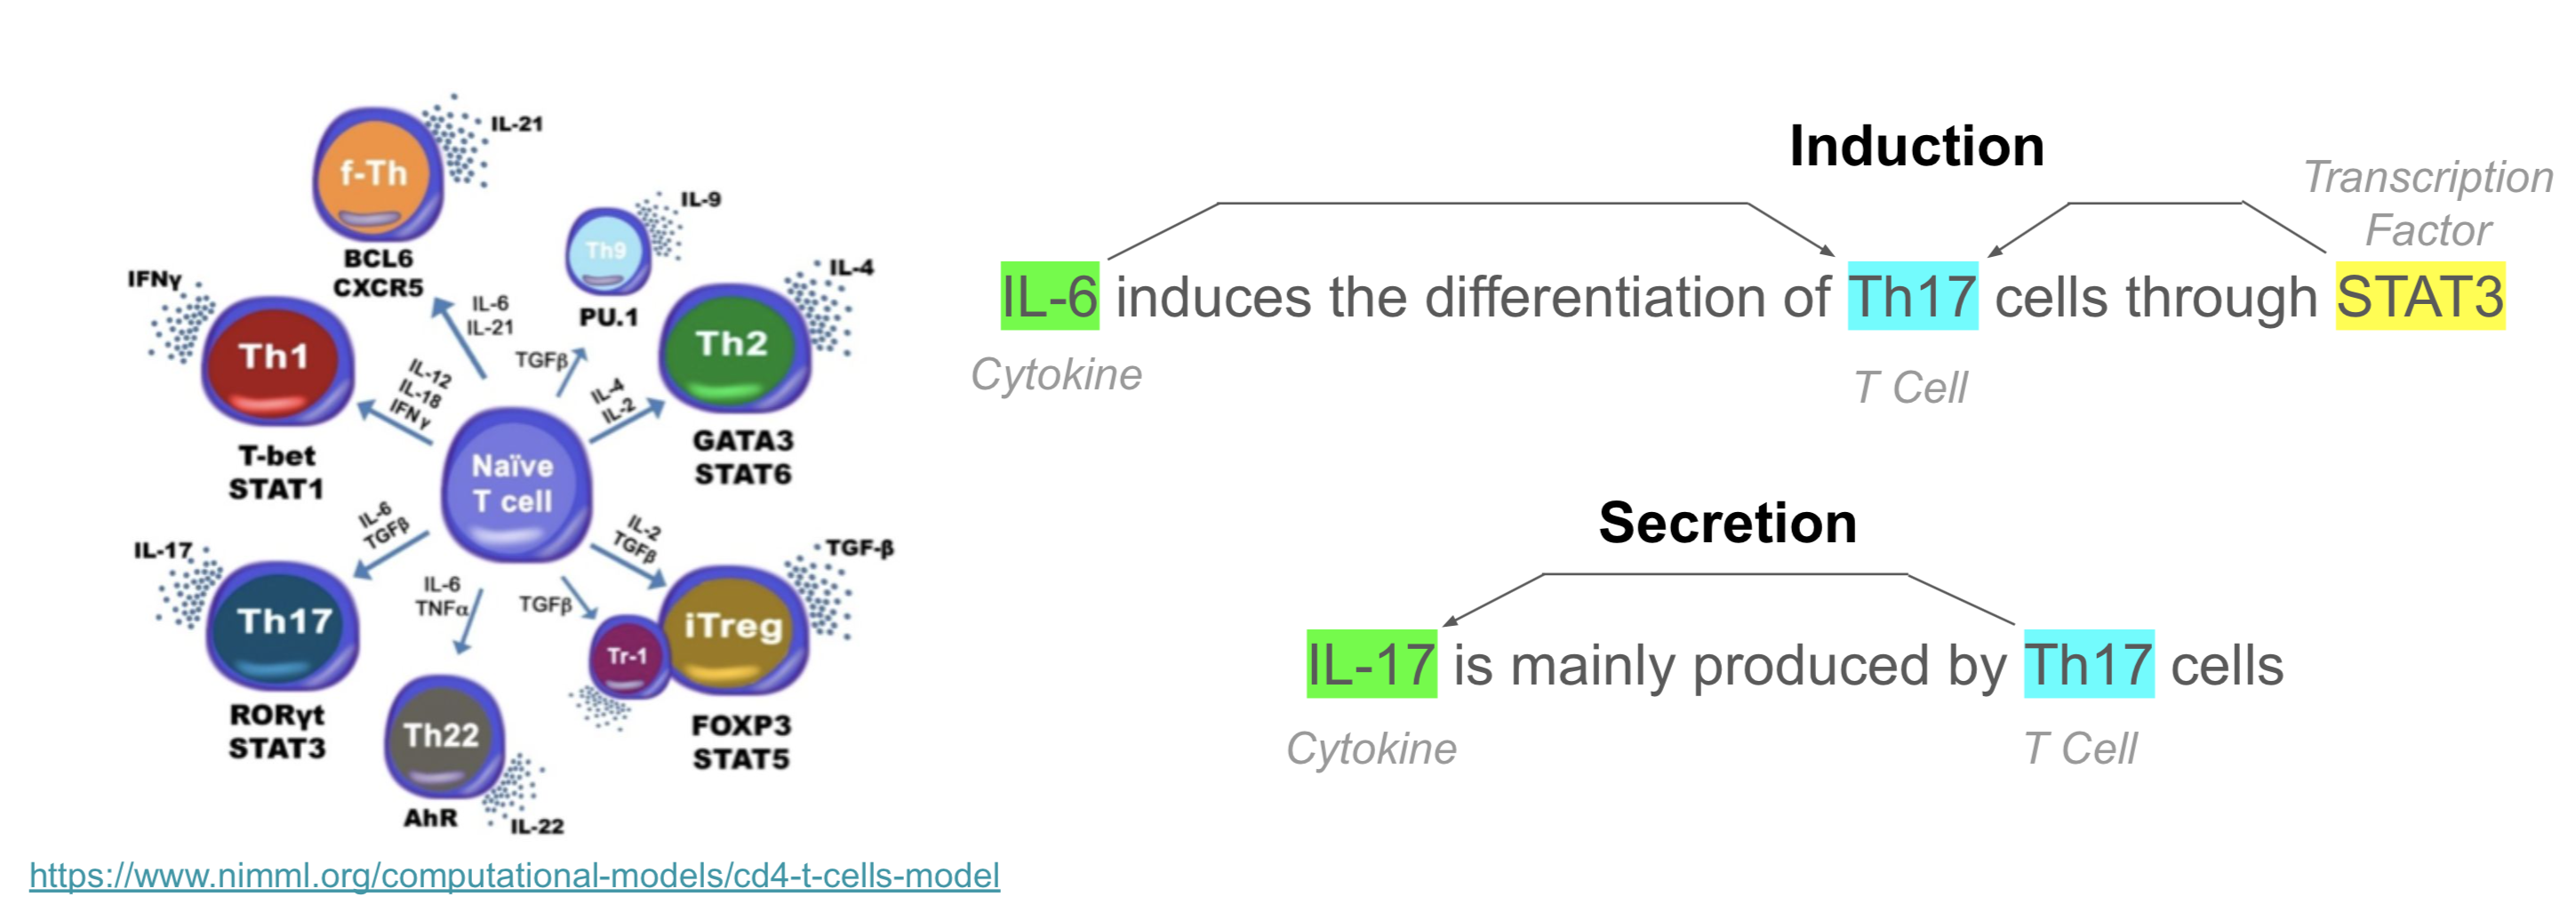 IL-21
f-Th
BCL6
CXCR5
IL-9
Th9
PU.1
IL-4
Th2
GATA3
STAT6
IFNγ
Th1
T-bet
STAT1
IL-6
IL-21
TGFβ
IL-4
IL-2
IL-12
IL-18
IFNγ
Naïve
T cell
IL-6
TGFβ
IL-2
TGFβ
IL-17
Th17
RORγt
STAT3
IL-6
TNFα
TGFβ
TGF-β
iTreg
Tr-1
FOXP3
STAT5
Th22
AhR
IL-22
https://www.nimml.org/computational-models/cd4-t-cells-model
Induction
Transcription
Factor
IL-6 induces the differentiation of Th17 cells through STAT3
Cytokine
T Cell
Secretion
IL-17 is mainly produced by Th17 cells
Cytokine
T Cell